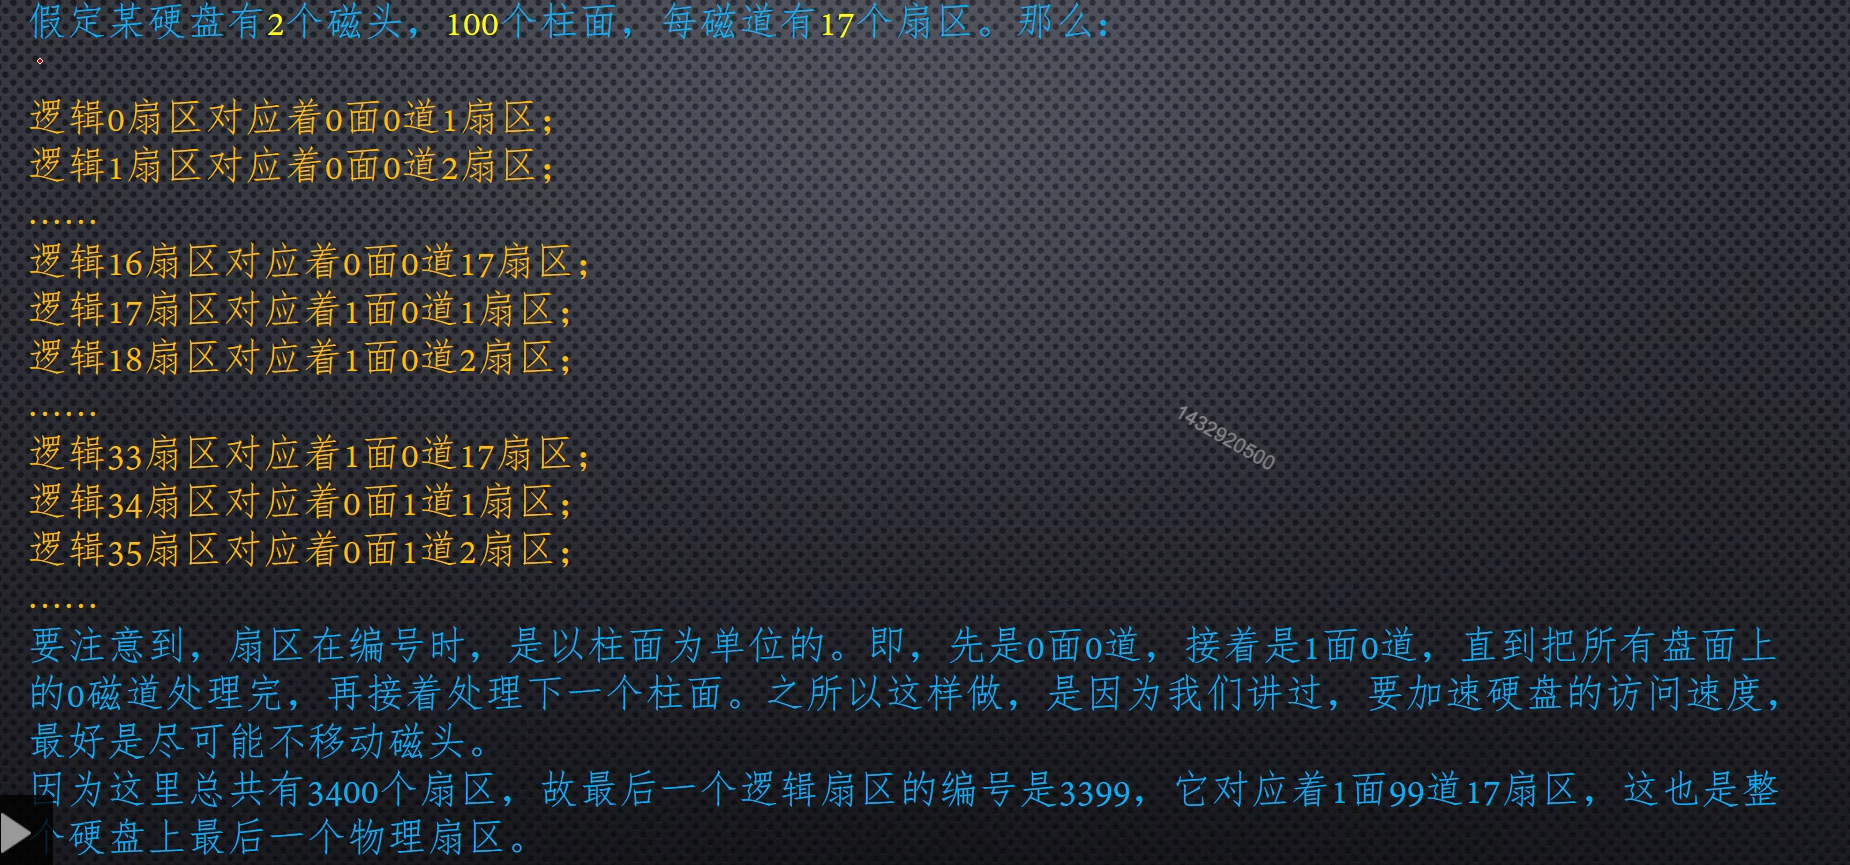 假定某硬盘有2个磁头，100个柱面，每磁道有17个扇区。那么：
逻辑0扇区对应着0面0道1扇区；
逻辑1扇区对应着0面0道2扇区；
……
逻辑16扇区对应着0面0道17扇区；
逻辑17扇区对应着1面0道1扇区；
逻辑18扇区对应着1面0道2扇区；
……
1432920500
逻辑33扇区对应着1面0道17扇区；
逻辑34扇区对应着0面1道1扇区；
逻辑35扇区对应着0面1道2扇区；
……
要注意到，扇区在编号时，是以柱面为单位的。即，先是0面0道，接着是1面0道，直到把所有盘面上
的0磁道处理完，再接着处理下一个柱面。之所以这样做，是因为我们讲过，要加速硬盘的访问速度，
最好是尽可能不移动磁头。
因为这里总共有3400个扇区，故最后一个逻辑扇区的编号是3399，它对应着1面99道17扇区，这也是整
个硬盘上最后一个物理扇区。